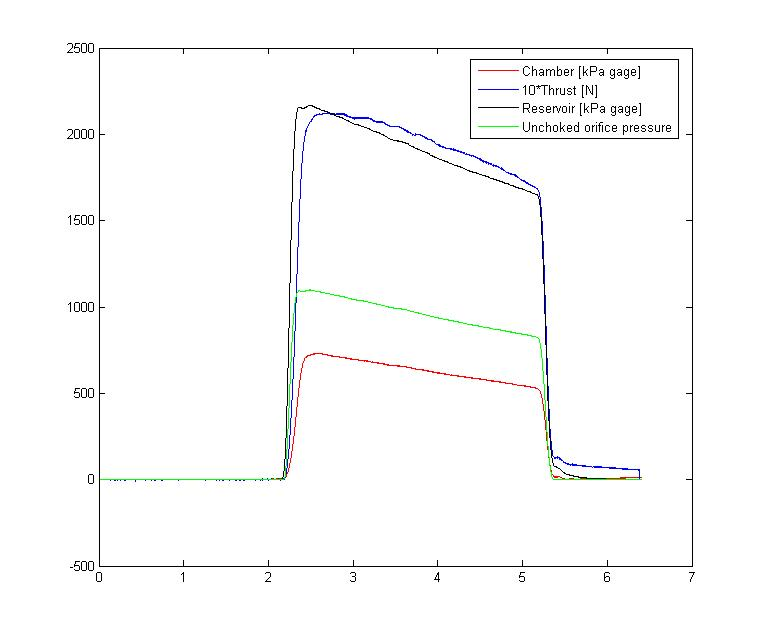 2500
2000
1500
1000
500
0
-500
0 1 2 3 4 5 6 7
Chamber [kPa gage]
10*Thrust [N]
Reservoir [kPa gage]
Unchoked orifice pressure